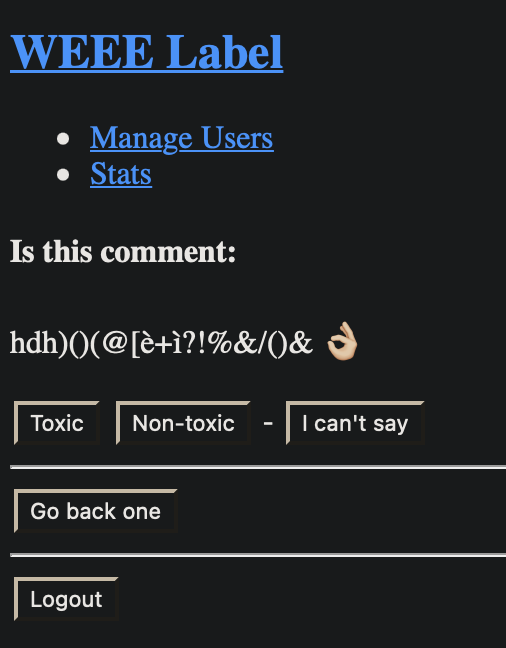 WEEE Label
Manage Users
Stats
Is this comment:
hdh)()(@[è+ì?!%&/()& 👌🏼
Toxic Non-toxic - I can't say
Go back one
Logout